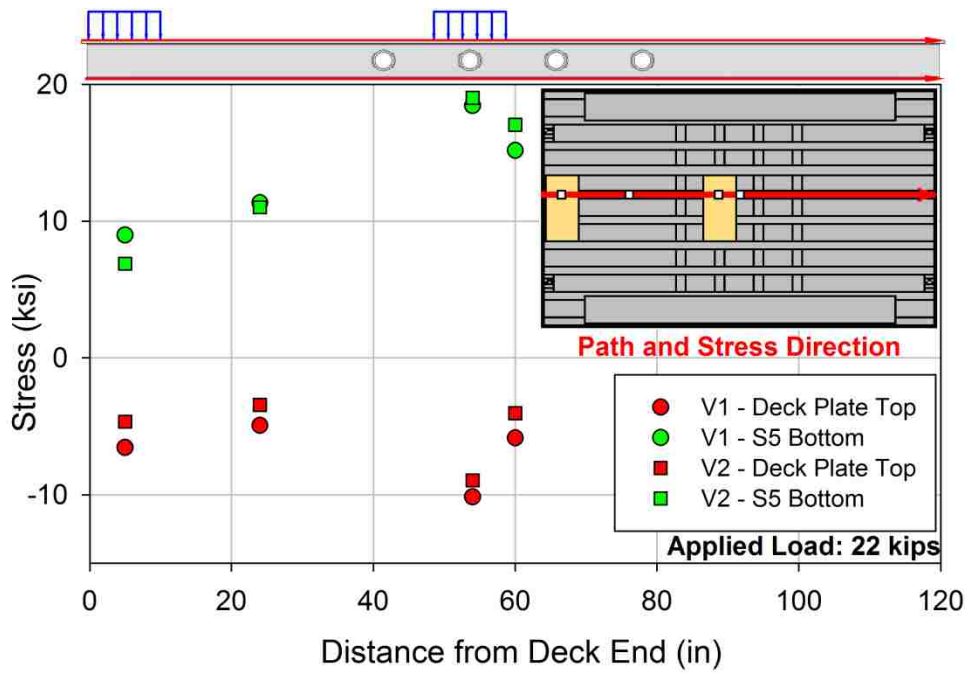 20
10
0
-10
Stress (ksi)
Path and Stress Direction
V1 - Deck Plate Top
V1 - S5 Bottom
V2 - Deck Plate Top
V2 - S5 Bottom
Applied Load: 22 kips
0 20 40 60 80 100 120
Distance from Deck End (in)